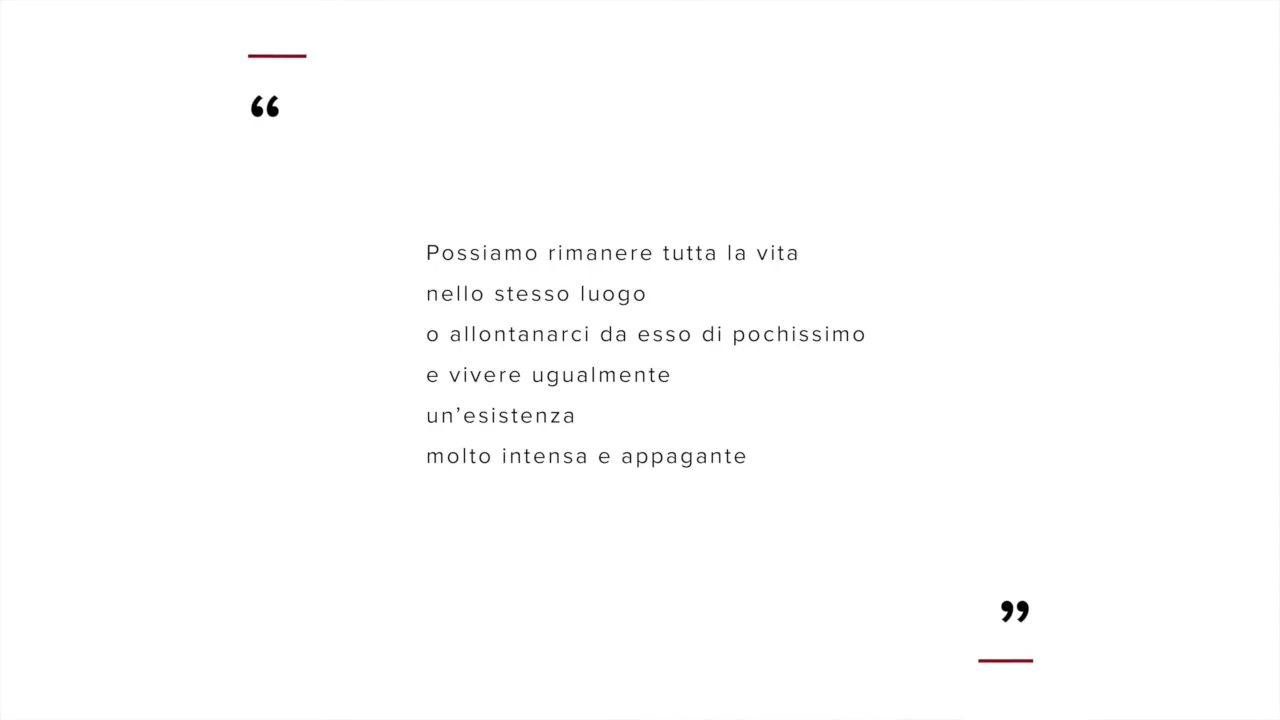 “
Possiamo rimanere tutta la vita
nello stesso luogo
o allontanarci da esso di pochissimo
e vivere ugualmente
un’esistenza
molto intensa e appagante
”